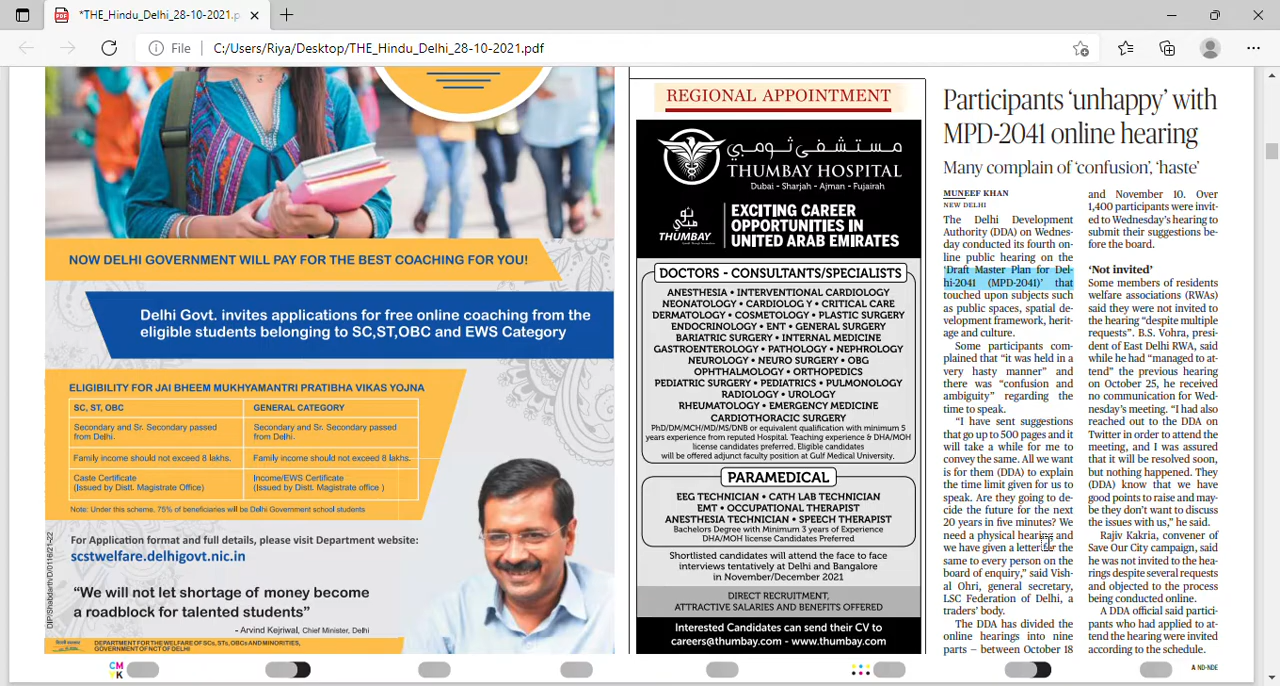 *THE_Hindu_Delhi_28-10-2021.p
File
C:/Users/Riya/Desktop/THE_Hindu_Delhi_28-10-2021.pdf
NOW DELHI GOVERNMENT WILL PAY FOR THE BEST COACHING FOR YOU!
Delhi Govt. invites applications for free online coaching from the
eligible students belonging to SC,ST,OBC and EWS Category
ELIGIBILITY FOR JAI BHEEM MUKHYAMANTRI PRATIBHA VIKAS YOJNA
SC, ST, OBC
GENERAL CATEGORY
Secondary and Sr. Secondary passed
from Delhi.
Secondary and Sr. Secondary passed
from Delhi.
Family income should not exceed 8 lakhs.
Family income should not exceed 8 lakhs.
Caste Certificate
(Issued by Distt. Magistrate Office)
Income/EWS Certificate
(Issued by Distt. Magistrate office )
Note: Under this scheme, 75% of beneficiaries will be Delhi Government school students
For Application format and full details, please visit Department website:
scstwelfare.delhigovt.nic.in
"We will not let shortage of money become
a roadblock for talented students"
- Arvind Kejriwal, Chief Minister, Delhi
DIP/Shabdarth/D/0116/21-22
DEPARTMENT FOR THE WELFARE OF SCs, STs, OBCs AND MINORITIES,
GOVERNMENT OF NCT OF DELHI
REGIONAL APPOINTMENT
مستشفى ثومبي
THUMBAY HOSPITAL
Dubai - Sharjah - Ajman - Fujairah
ثومبي
THUMBAY
EXCITING CAREER
OPPORTUNITIES IN
UNITED ARAB EMIRATES
DOCTORS - CONSULTANTS/SPECIALISTS
ANESTHESIA • INTERVENTIONAL CARDIOLOGY
NEONATOLOGY • CARDIOLOG Y • CRITICAL CARE
DERMATOLOGY • COSMETOLOGY • PLASTIC SURGERY
ENDOCRINOLOGY • ENT • GENERAL SURGERY
BARIATRIC SURGERY • INTERNAL MEDICINE
GASTROENTEROLOGY • PATHOLOGY • NEPHROLOGY
NEUROLOGY • NEURO SURGERY • OBG
OPHTHALMOLOGY • ORTHOPEDICS
PEDIATRIC SURGERY • PEDIATRICS • PULMONOLOGY
RADIOLOGY • UROLOGY
RHEUMATOLOGY • EMERGENCY MEDICINE
CARDIOTHORACIC SURGERY
PhD/DM/MCH/MD/MS/DNB or equivalent qualification with minimum 5
years experience from reputed Hospital. Teaching experience & DHA/MOH
license candidates preferred. Eligible candidates
will be offered adjunct faculty position at Gulf Medical University.
PARAMEDICAL
EEG TECHNICIAN • CATH LAB TECHNICIAN
EMT • OCCUPATIONAL THERAPIST
ANESTHESIA TECHNICIAN • SPEECH THERAPIST
Bachelors Degree with Minimum 3 years of Experience
DHA/MOH license Candidates Preferred
Shortlisted candidates will attend the face to face
interviews tentatively at Delhi and Bangalore
in November/December 2021
DIRECT RECRUITMENT,
ATTRACTIVE SALARIES AND BENEFITS OFFERED
Interested Candidates can send their CV to
careers@thumbay.com - www.thumbay.com
Participants 'unhappy' with
MPD-2041 online hearing
Many complain of 'confusion', 'haste'
MUNEEF KHAN
NEW DELHI
The Delhi Development
Authority (DDA) on Wednes-
day conducted its fourth on-
line public hearing on the
'Draft Master Plan for Del-
hi-2041 (MPD-2041)' that
touched upon subjects such
as public spaces, spatial de-
velopment framework, herit-
age and culture.
Some participants com-
plained that "it was held in a
very hasty manner" and
there was "confusion and
ambiguity" regarding the
time to speak.
"I have sent suggestions
that go up to 500 pages and it
will take a while for me to
convey the same. All we want
is for them (DDA) to explain
the time limit given for us to
speak. Are they going to de-
cide the future for the next
20 years in five minutes? We
need a physical hearing and
we have given a letter for the
same to every person on the
board of enquiry," said Vish-
al Ohri, general secretary,
LSC Federation of Delhi, a
traders' body.
The DDA has divided the
online hearings into nine
parts – between October 18
and November 10. Over
1,400 participants were invit-
ed to Wednesday's hearing to
submit their suggestions be-
fore the board.
'Not invited'
Some members of residents
welfare associations (RWAs)
said they were not invited to
the hearing "despite multiple
requests". B.S. Vohra, presi-
dent of East Delhi RWA, said
while he had "managed to at-
tend" the previous hearing
on October 25, he received
no communication for Wed-
nesday's meeting. "I had also
reached out to the DDA on
Twitter in order to attend the
meeting, and I was assured
that it will be resolved soon,
but nothing happened. They
(DDA) know that we have
good points to raise and may-
be they don't want to discuss
the issues with us," he said.
Rajiv Kakria, convener of
Save Our City campaign, said
he was not invited to the hea-
rings despite several requests
and objected to the process
being conducted online.
A DDA official said partici-
pants who had applied to at-
tend the hearing were invited
according to the schedule.
CM
YK
A ND-NDE